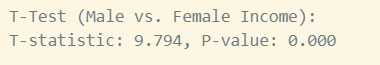 T-Test (Male vs. Female Income):
T-statistic: 9.794, P-value: 0.000